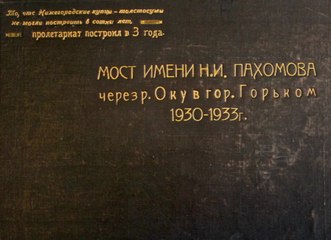 То, что Нижегородские купцы - толстосумы
не могли построить в сотни лет,
пролетариат построил в 3 года.
МОСТ ИМЕНИ Н.И. ПАХОМОВА
через р. Оку в гор. Горьком
1930-1933г.